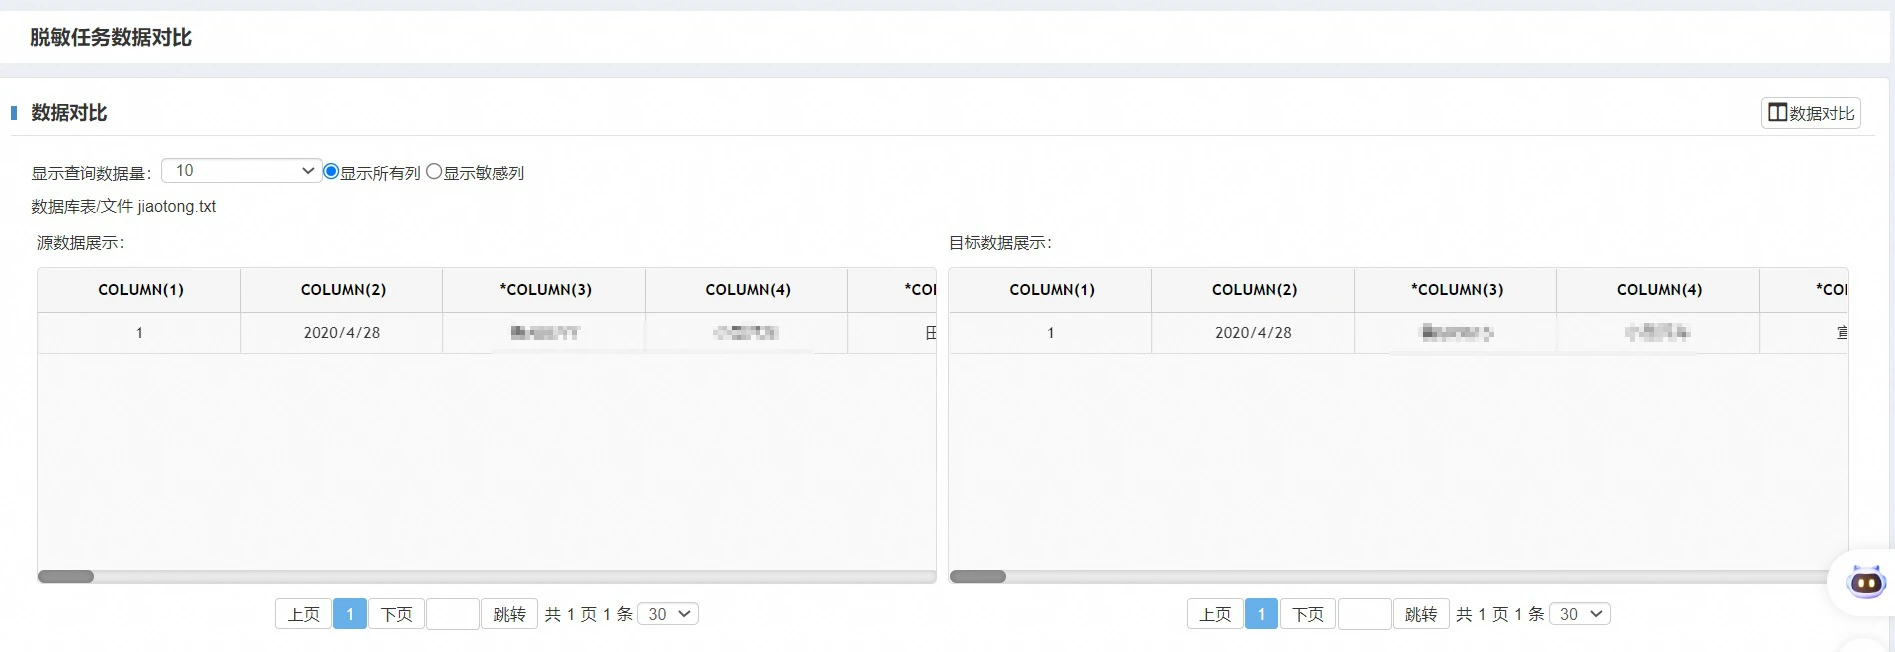 脱敏任务数据对比
数据对比
数据对比
显示查询数据量： 10 显示所有列 显示敏感列
数据库表/文件 jiaotong.txt
源数据展示：
COLUMN(1) COLUMN(2) *COLUMN(3) COLUMN(4) *COI
1 2020/4/28
上页 1 下页 跳转 共 1 页 1 条 30
目标数据展示：
COLUMN(1) COLUMN(2) *COLUMN(3) COLUMN(4) *COI
1 2020/4/28
上页 1 下页 跳转 共 1 页 1 条 30